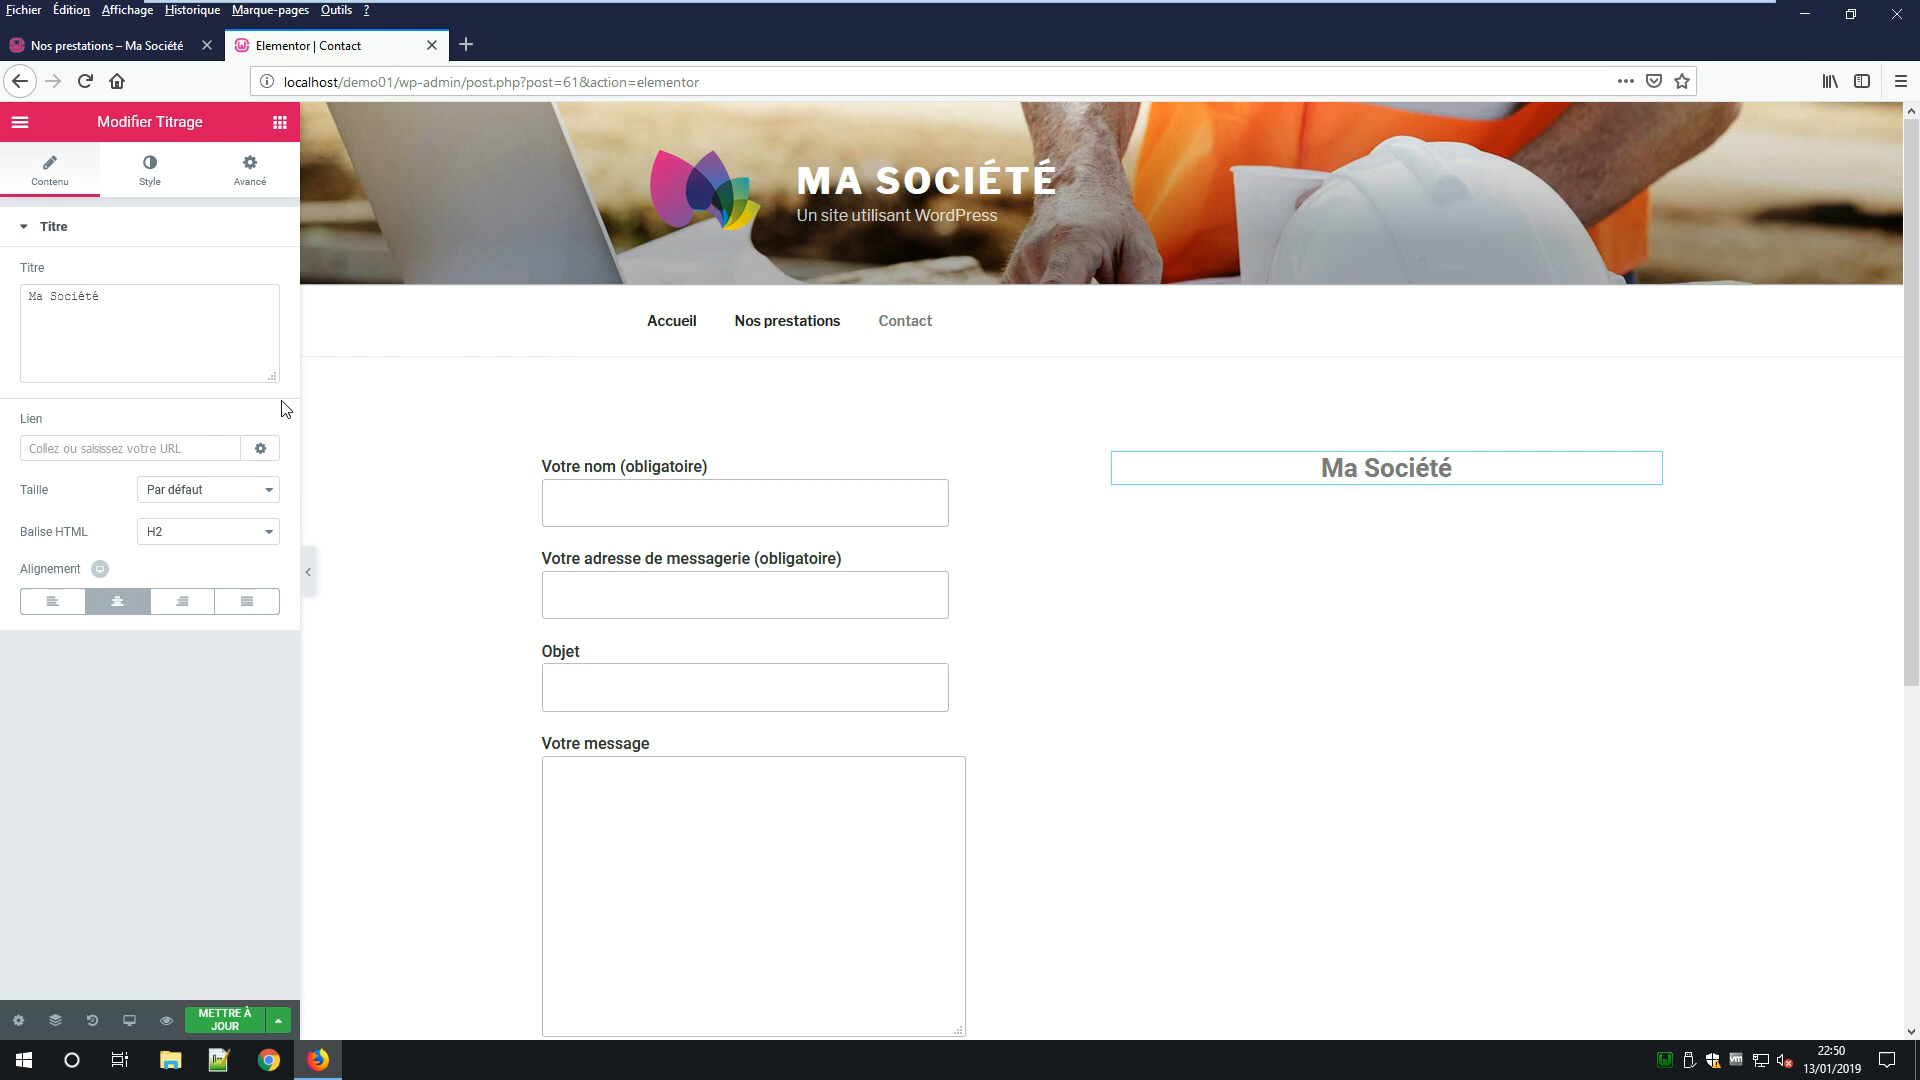 Fichier Édition Affichage Historique Marque-pages Outils ?
Nos prestations – Ma Société
Elementor | Contact
localhost/demo01/wp-admin/post.php?post=61&action=elementor
Modifier Titrage
Contenu
Style
Avancé
Titre
Titre
Ma Société
Lien
Collez ou saisissez votre URL
Taille
Par défaut
Balise HTML
H2
Alignement
METTRE À
JOUR
MA SOCIÉTÉ
Un site utilisant WordPress
Accueil
Nos prestations
Contact
Votre nom (obligatoire)
Votre adresse de messagerie (obligatoire)
Objet
Votre message
Ma Société
22:50
13/01/2019